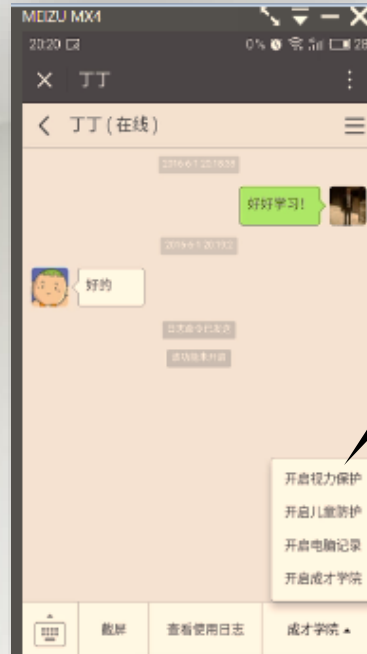 MEIZU MX4
20:20
0%
28
丁丁
丁丁(在线)
好好学习!
好的
开启视力保护
开启儿童防护
开启电脑记录
开启成才学院
截屏
查看使用日志
成才学院